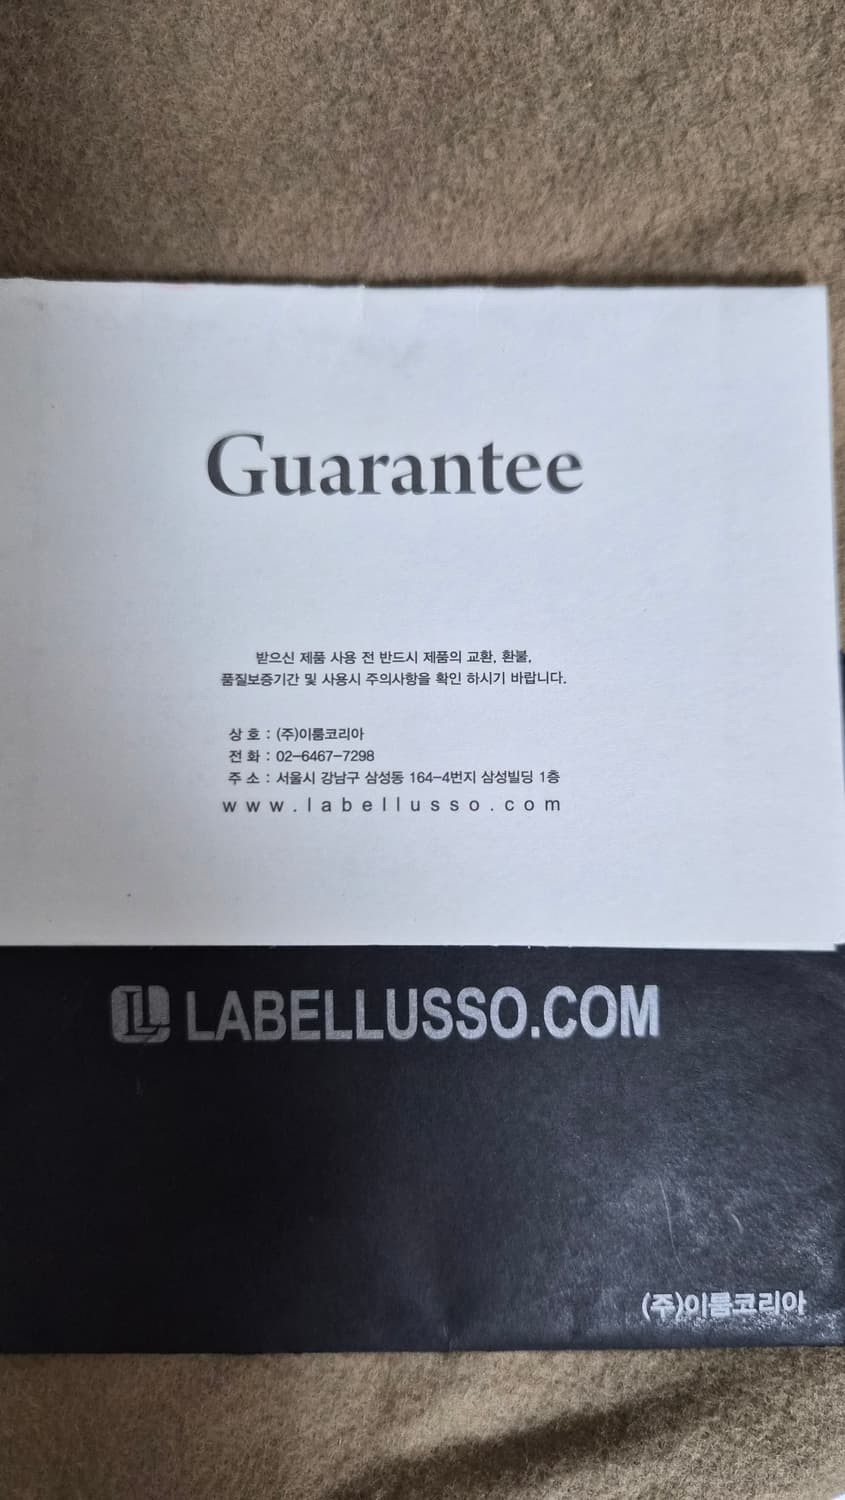 Guarantee
받으신 제품 사용 전 반드시 제품의 교환, 환불,
품질보증기간 및 사용시 주의사항을 확인 하시기 바랍니다.
상 호 : (주)이룸코리아
전 화 : 02-6467-7298
주 소 : 서울시 강남구 삼성동 164-4번지 삼성빌딩 1층
www.labellusso.com
LL LABELLUSSO.COM
(주)이룸코리아